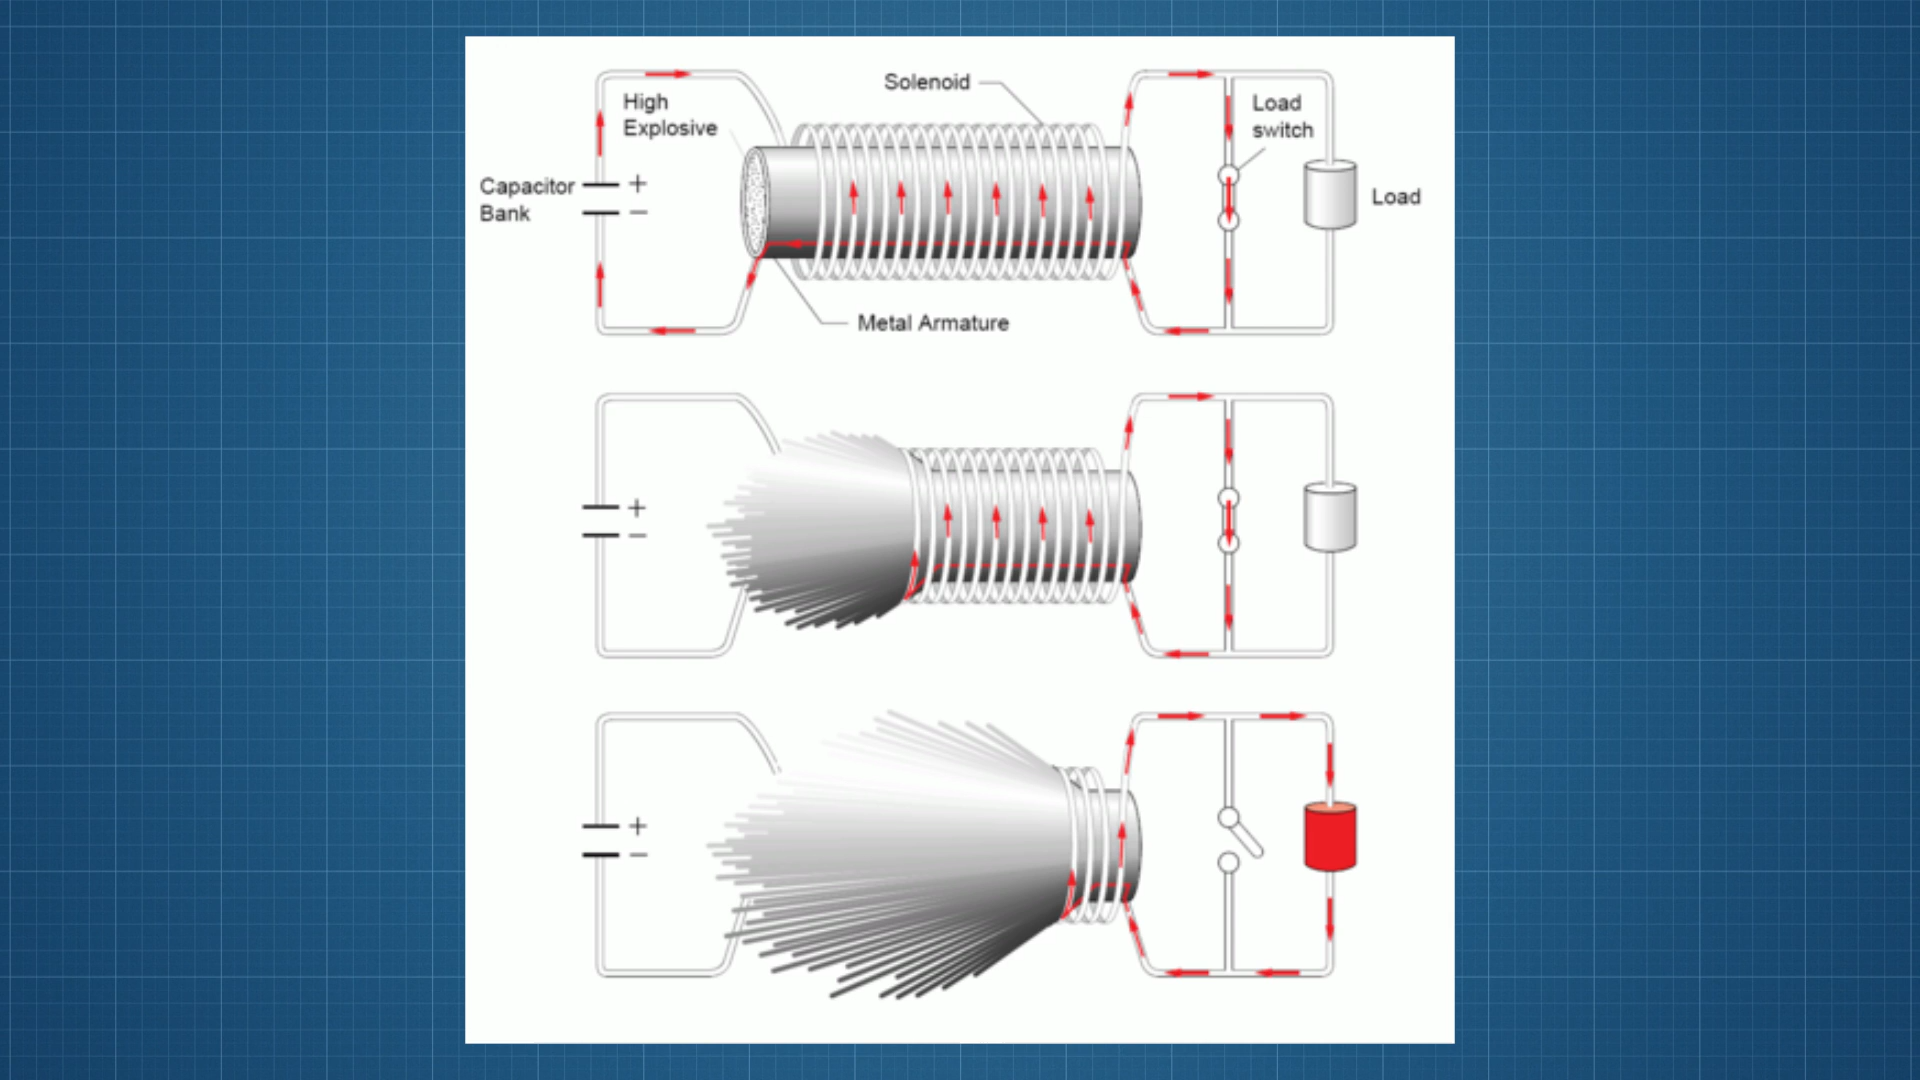 Solenoid
High
Explosive
Load
switch
Capacitor
Bank
+
−
Load
Metal Armature
+
−
+
−